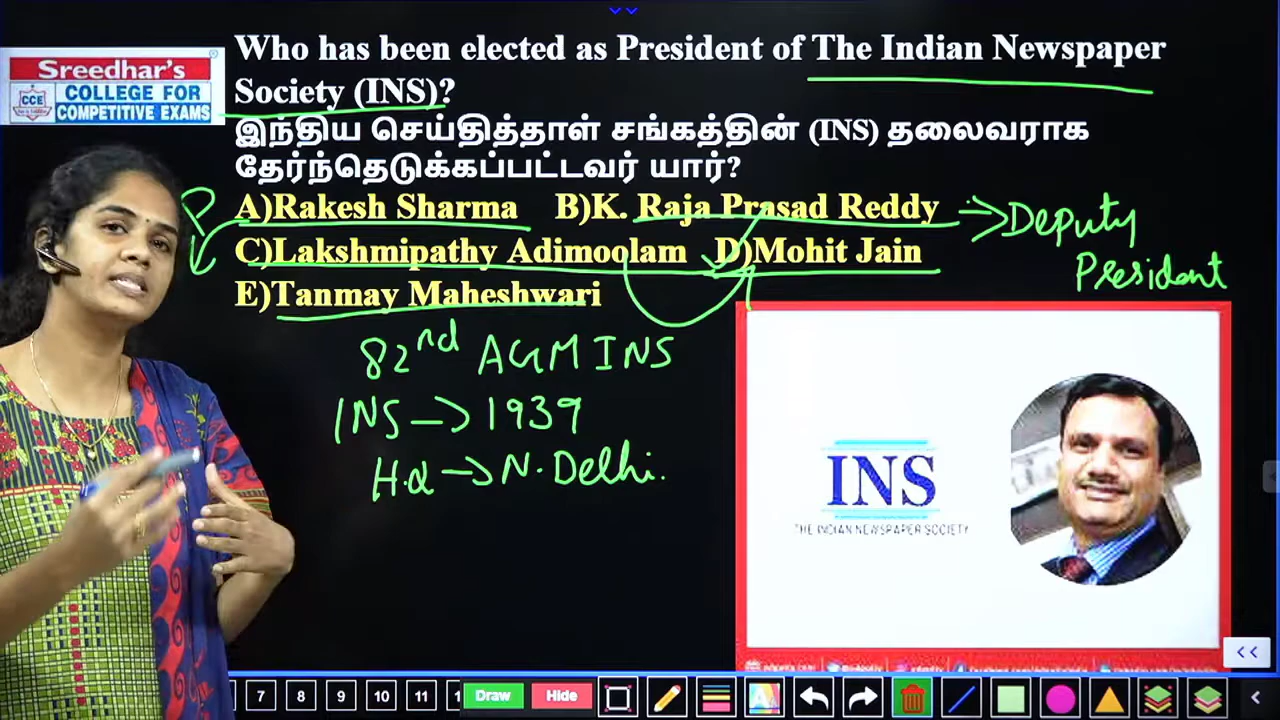 Who has been elected as President of The Indian Newspaper
Society (INS)?
Sreedhar's
CCE
COLLEGE FOR
COMPETITIVE EXAMS
இந்திய செய்தித்தாள் சங்கத்தின் (INS) தலைவராக
தேர்ந்தெடுக்கப்பட்டவர் யார்?
A)Rakesh Sharma B)K. Raja Prasad Reddy
Deputy
President
C)Lakshmipathy Adimoolam D)Mohit Jain
E)Tanmay Maheshwari
82nd AGM INS
INS → 1939
H.Q → N. Delhi.
INS
THE INDIAN NEWSPAPER SOCIETY
<<
7 8 9 10 11 1 Draw Hide